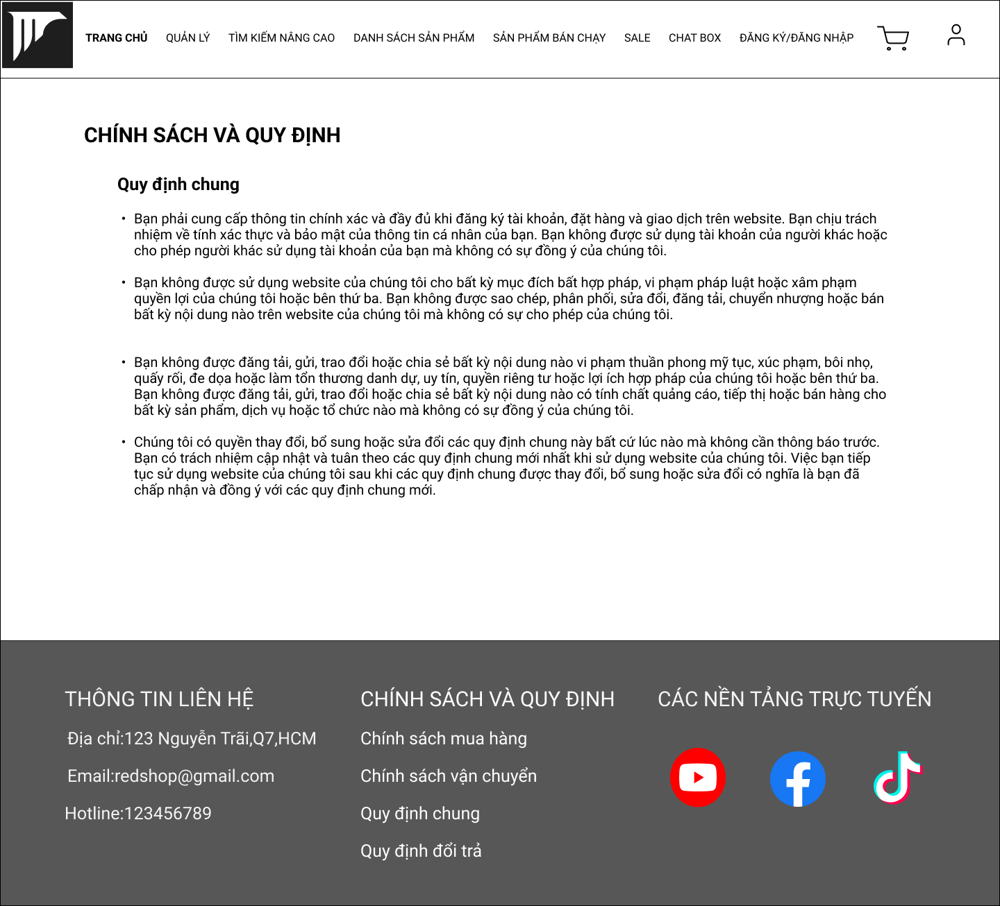 TRANG CHỦ QUẢN LÝ TÌM KIẾM NÂNG CAO DANH SÁCH SẢN PHẨM SẢN PHẨM BÁN CHẠY SALE CHAT BOX ĐĂNG KÝ/ĐĂNG NHẬP
CHÍNH SÁCH VÀ QUY ĐỊNH
Quy định chung
• Bạn phải cung cấp thông tin chính xác và đầy đủ khi đăng ký tài khoản, đặt hàng và giao dịch trên website. Bạn chịu trách
nhiệm về tính xác thực và bảo mật của thông tin cá nhân của bạn. Bạn không được sử dụng tài khoản của người khác hoặc
cho phép người khác sử dụng tài khoản của bạn mà không có sự đồng ý của chúng tôi.
• Bạn không được sử dụng website của chúng tôi cho bất kỳ mục đích bất hợp pháp, vi phạm pháp luật hoặc xâm phạm
quyền lợi của chúng tôi hoặc bên thứ ba. Bạn không được sao chép, phân phối, sửa đổi, đăng tải, chuyển nhượng hoặc bán
bất kỳ nội dung nào trên website của chúng tôi mà không có sự cho phép của chúng tôi.
• Bạn không được đăng tải, gửi, trao đổi hoặc chia sẻ bất kỳ nội dung nào vi phạm thuần phong mỹ tục, xúc phạm, bôi nhọ,
quấy rối, đe dọa hoặc làm tổn thương danh dự, uy tín, quyền riêng tư hoặc lợi ích hợp pháp của chúng tôi hoặc bên thứ ba.
Bạn không được đăng tải, gửi, trao đổi hoặc chia sẻ bất kỳ nội dung nào có tính chất quảng cáo, tiếp thị hoặc bán hàng cho
bất kỳ sản phẩm, dịch vụ hoặc tổ chức nào mà không có sự đồng ý của chúng tôi.
• Chúng tôi có quyền thay đổi, bổ sung hoặc sửa đổi các quy định chung này bất cứ lúc nào mà không cần thông báo trước.
Bạn có trách nhiệm cập nhật và tuân theo các quy định chung mới nhất khi sử dụng website của chúng tôi. Việc bạn tiếp
tục sử dụng website của chúng tôi sau khi các quy định chung được thay đổi, bổ sung hoặc sửa đổi có nghĩa là bạn đã
chấp nhận và đồng ý với các quy định chung mới.
THÔNG TIN LIÊN HỆ
Địa chỉ:123 Nguyễn Trãi,Q7,HCM
Email:redshop@gmail.com
Hotline:123456789
CHÍNH SÁCH VÀ QUY ĐỊNH
Chính sách mua hàng
Chính sách vận chuyển
Quy định chung
Quy định đổi trả
CÁC NỀN TẢNG TRỰC TUYẾN